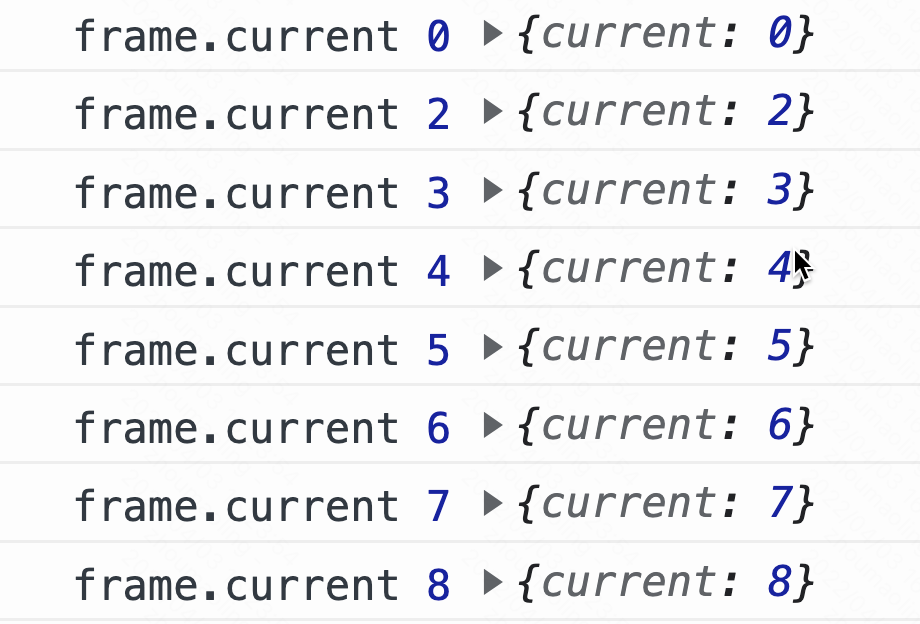 frame.current 0 ▶ {current: 0}
frame.current 2 ▶ {current: 2}
frame.current 3 ▶ {current: 3}
frame.current 4 ▶ {current: 4}
frame.current 5 ▶ {current: 5}
frame.current 6 ▶ {current: 6}
frame.current 7 ▶ {current: 7}
frame.current 8 ▶ {current: 8}